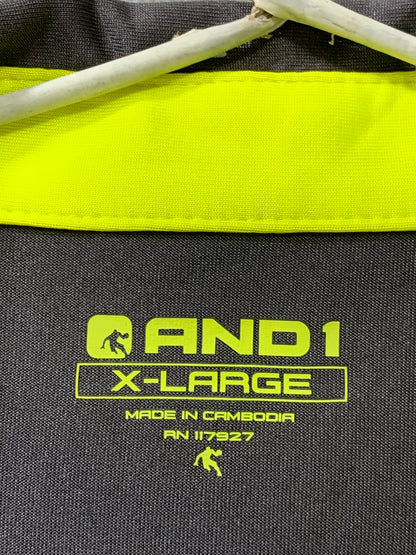 AND1
X-LARGE
MADE IN CAMBODIA
RN 117927